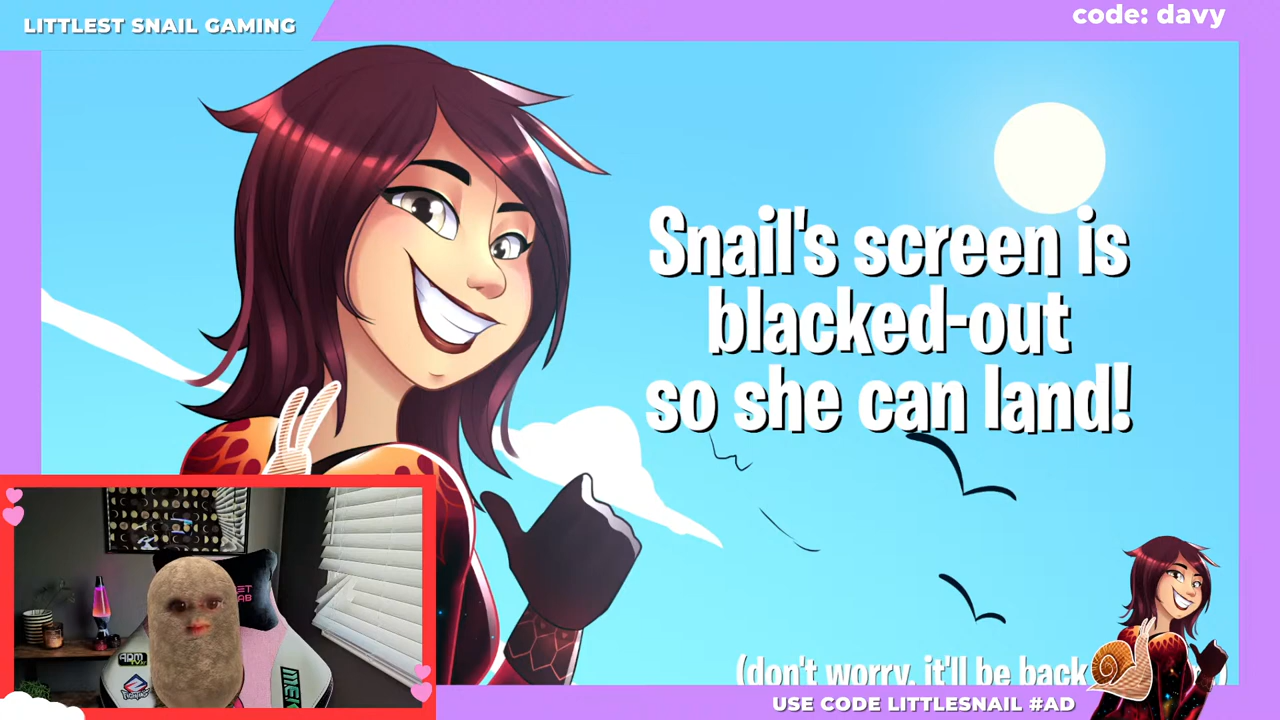 LITTLEST SNAIL GAMING
code: davy
Snail's screen is
blacked-out
so she can land!
(don't worry, it'll be back
USE CODE LITTLESNAIL #AD